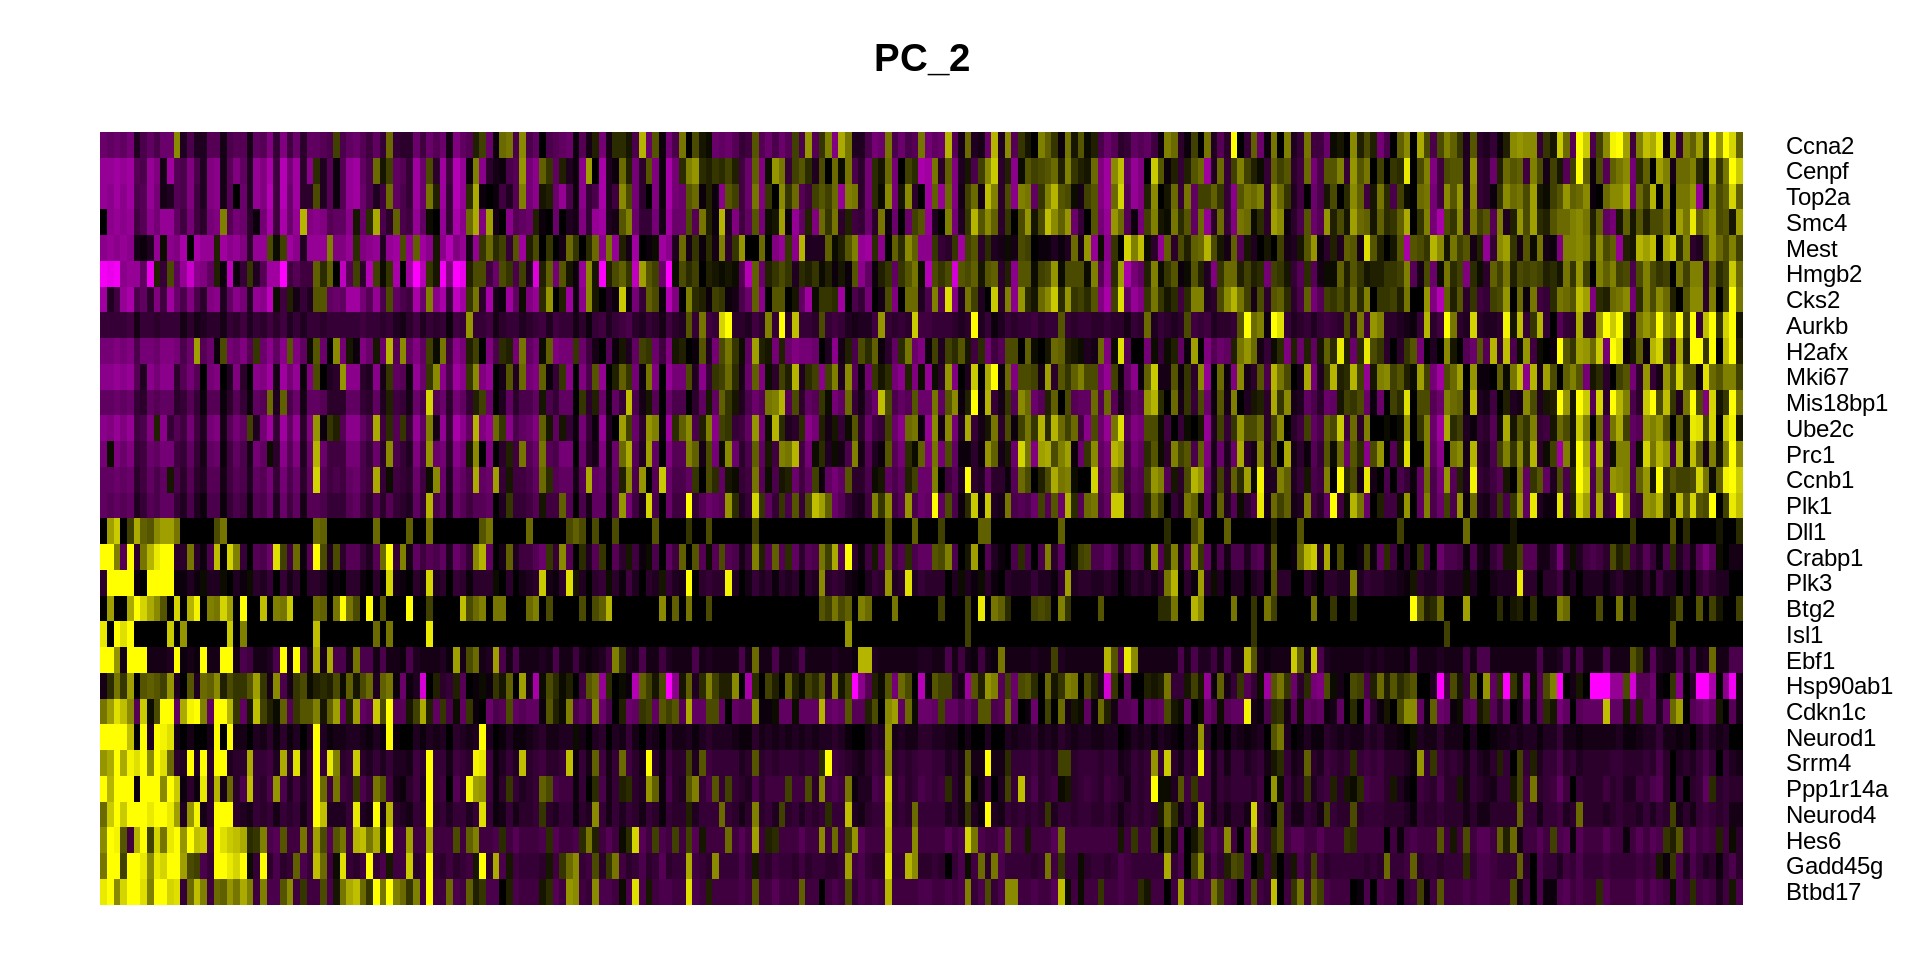 PC_2
Ccna2
Cenpf
Top2a
Smc4
Mest
Hmgb2
Cks2
Aurkb
H2afx
Mki67
Mis18bp1
Ube2c
Prc1
Ccnb1
Plk1
Dll1
Crabp1
Plk3
Btg2
Isl1
Ebf1
Hsp90ab1
Cdkn1c
Neurod1
Srrm4
Ppp1r14a
Neurod4
Hes6
Gadd45g
Btbd17